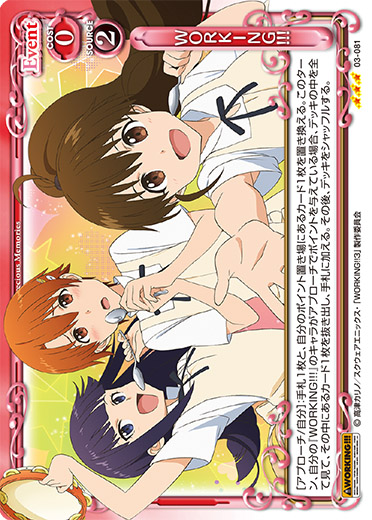 Event
COST
0
SOURCE
2
WORKING!!!
Precious Memories
[アプローチ/自分]:手札1枚と、自分のポイント置き場にあるカード1枚を置き換える。このター
ン、自分の「WORKING!!!」のキャラがアプローチでポイントを与えている場合、デッキの中を全
て見て、その中にあるカード1枚を抜き出し、手札に加える。その後、デッキをシャッフルする。
WORKING!!!
© 高津カリノ/スクウェアエニックス・「WORKING!!3」製作委員会
03-081